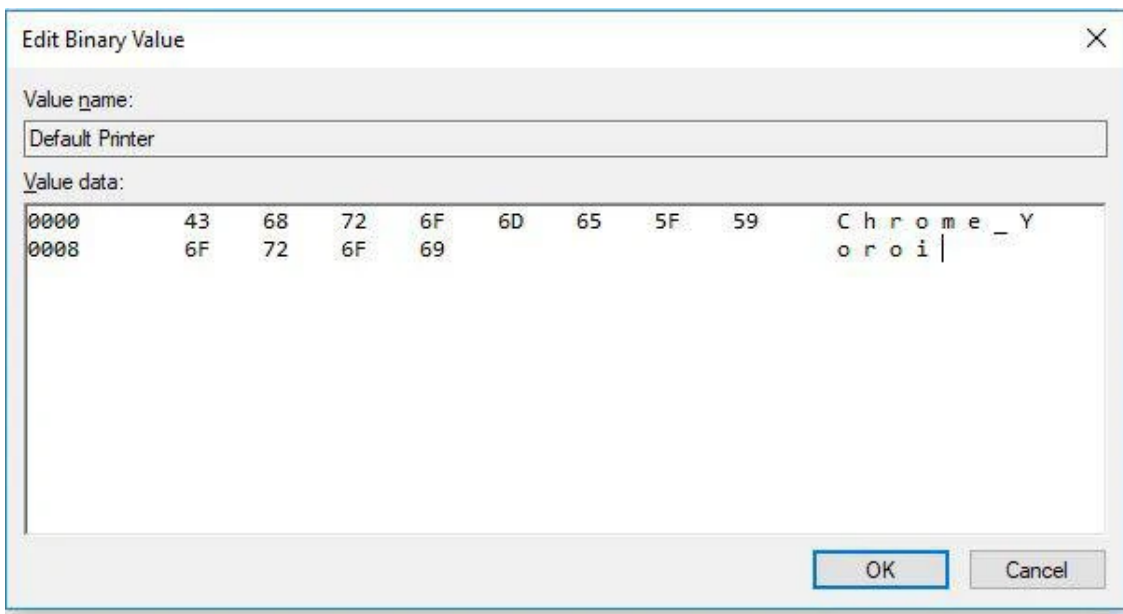 Edit Binary Value
Value name:
Default Printer
Value data:
0000 43 68 72 6F 6D 65 5F 59 C h r o m e _ Y
0008 6F 72 6F 69 o r o i
OK Cancel